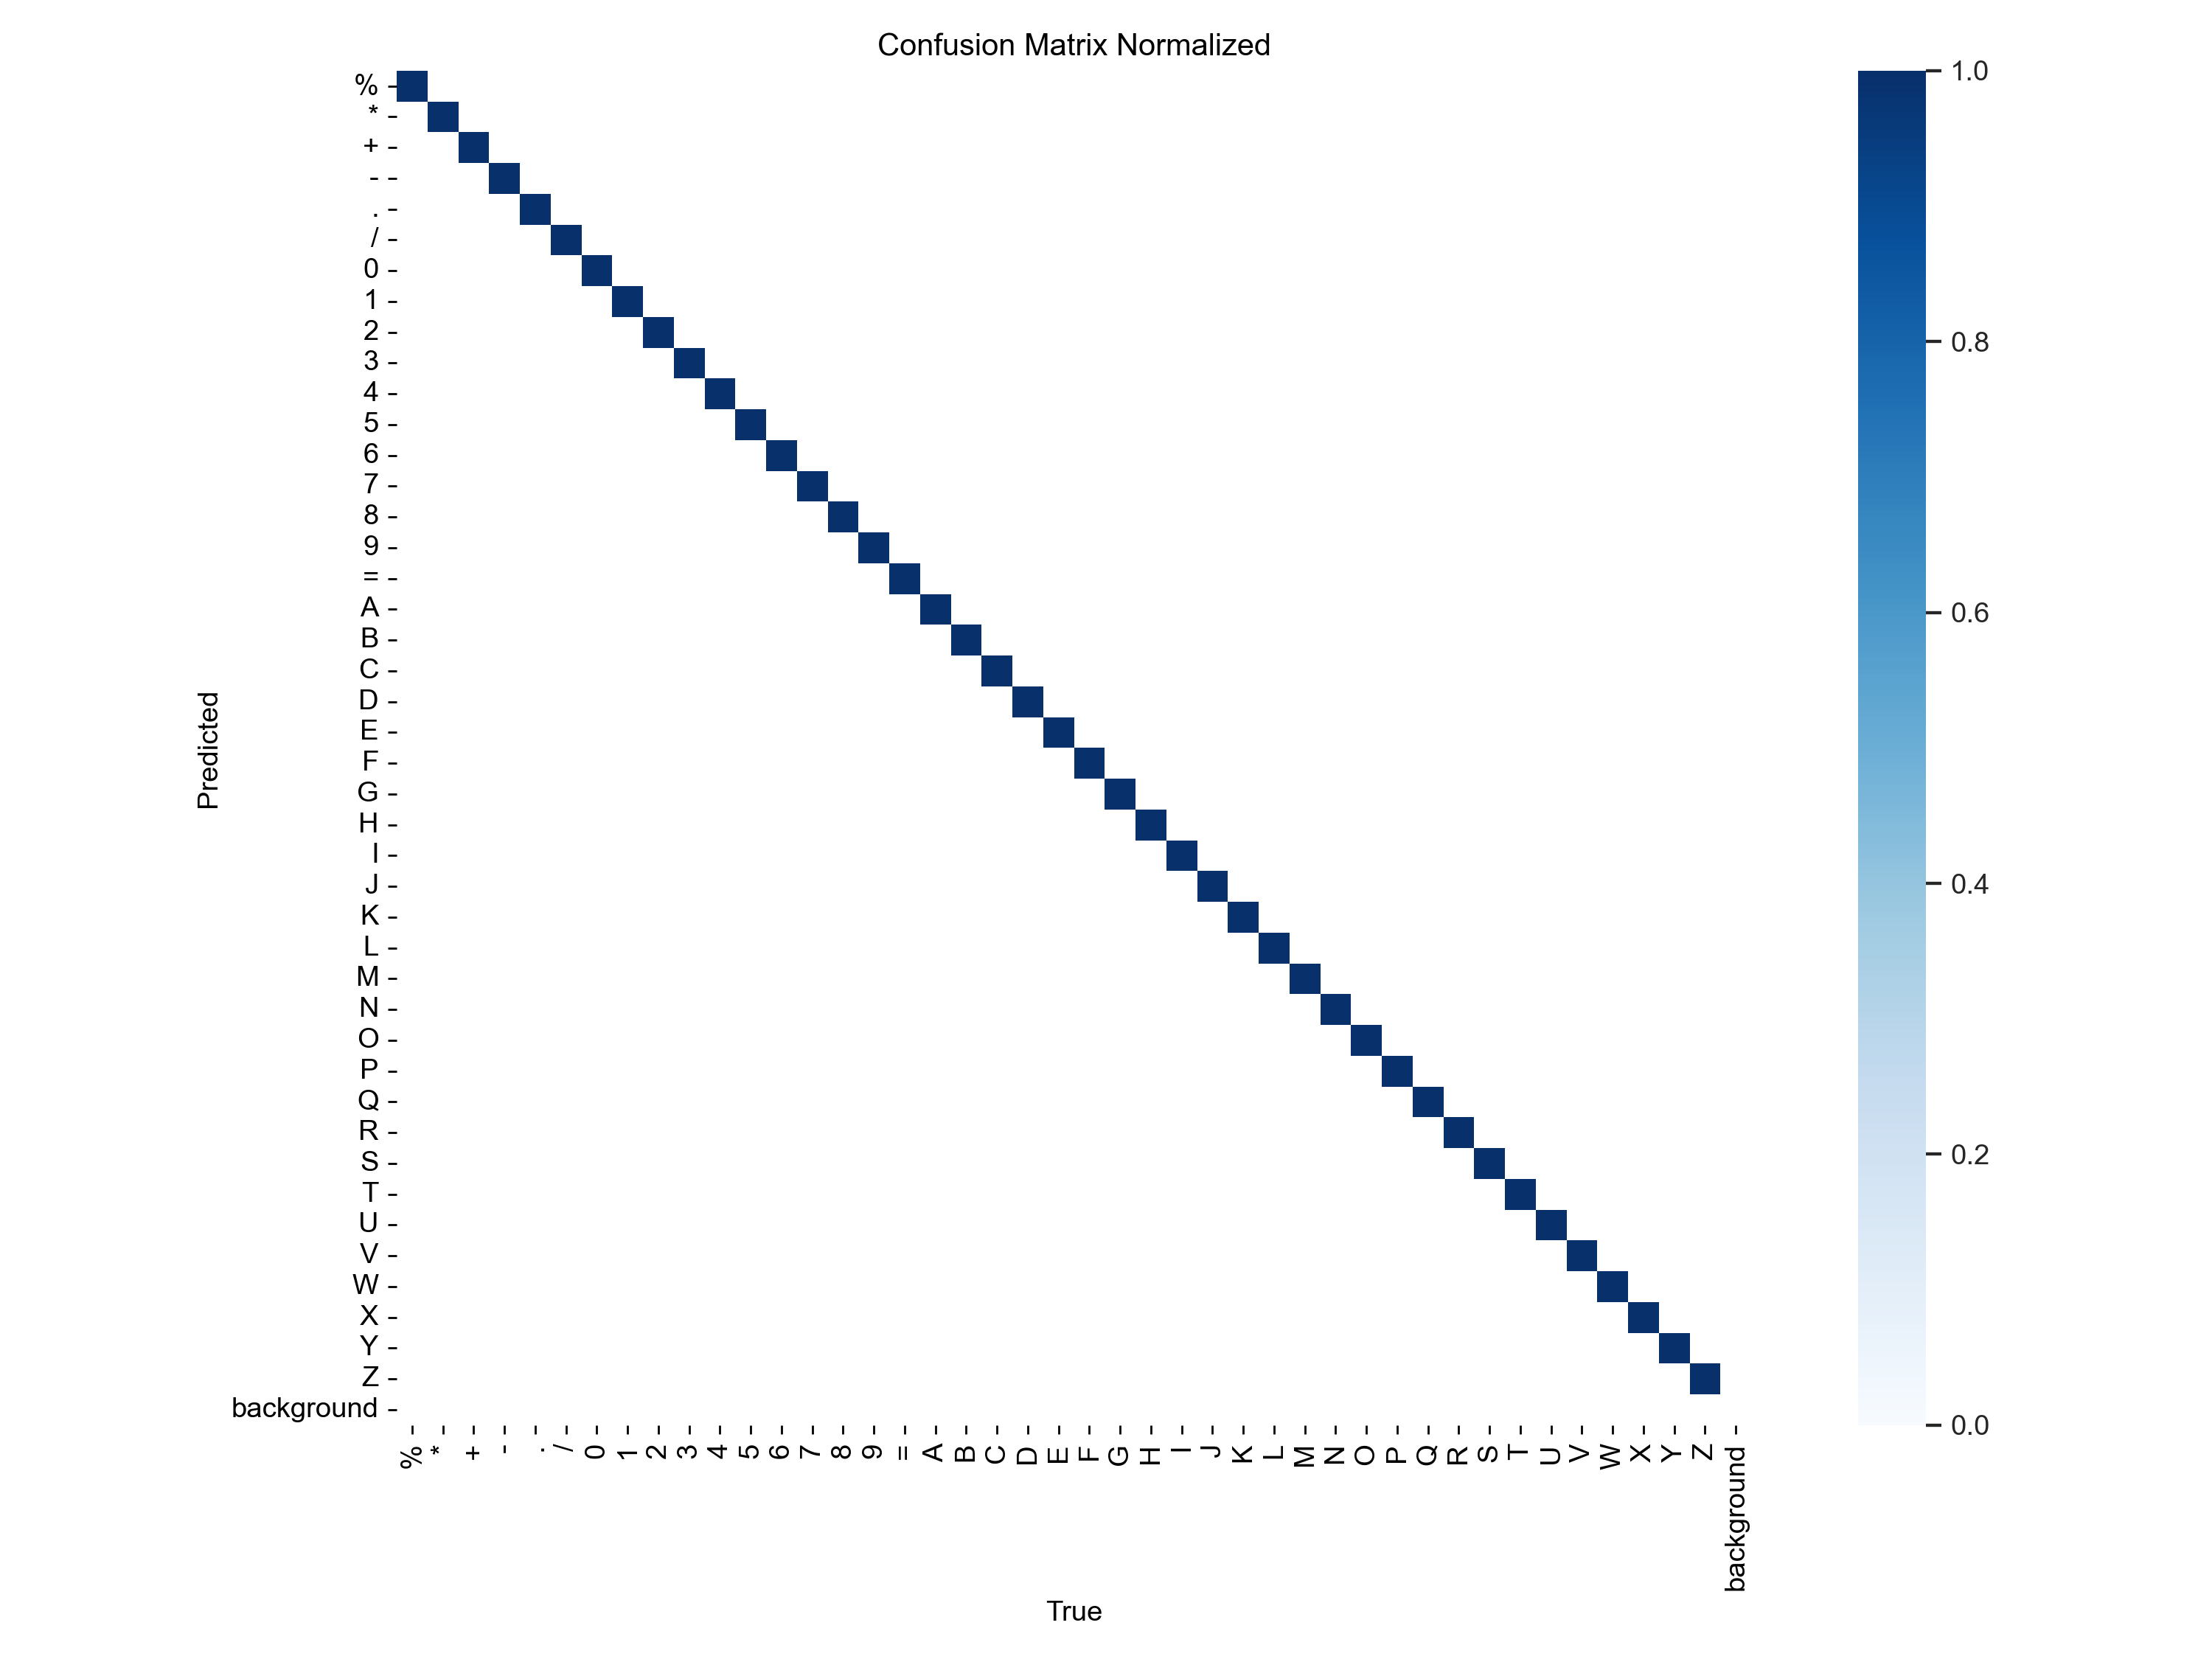 Confusion Matrix Normalized
%
*
+
-
.
/
0
1
2
3
4
5
6
7
8
9
=
A
B
C
D
E
F
G
H
I
J
K
L
M
N
O
P
Q
R
S
T
U
V
W
X
Y
Z
background
Predicted
% * + - . / 0 1 2 3 4 5 6 7 8 9 = A B C D E F G H I J K L M N O P Q R S T U V W X Y Z background
True
1.0
0.8
0.6
0.4
0.2
0.0